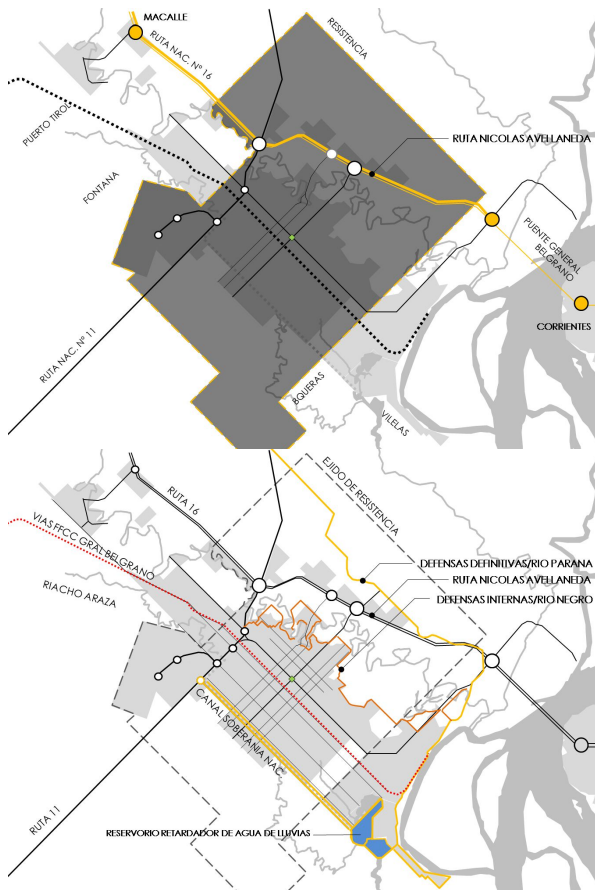 MACALLE
RUTA NAC. Nº 16
RESISTENCIA
PUERTO TIROL
RUTA NICOLAS AVELLANEDA
FONTANA
PUENTE GENERAL
BELGRANO
CORRIENTES
RUTA NAC. Nº 11
BQUERAS
VILELAS
EJIDO DE RESISTENCIA
RUTA 16
VIAS FFCC GRAL BELGRANO
DEFENSAS DEFINITIVAS/RIO PARANA
RUTA NICOLAS AVELLANEDA
DEFENSAS INTERNAS/RIO NEGRO
RIACHO ARAZA
CANAL SOBERANIA NAC.
RUTA 11
RESERVORIO RETARDADOR DE AGUA DE LLUVIAS